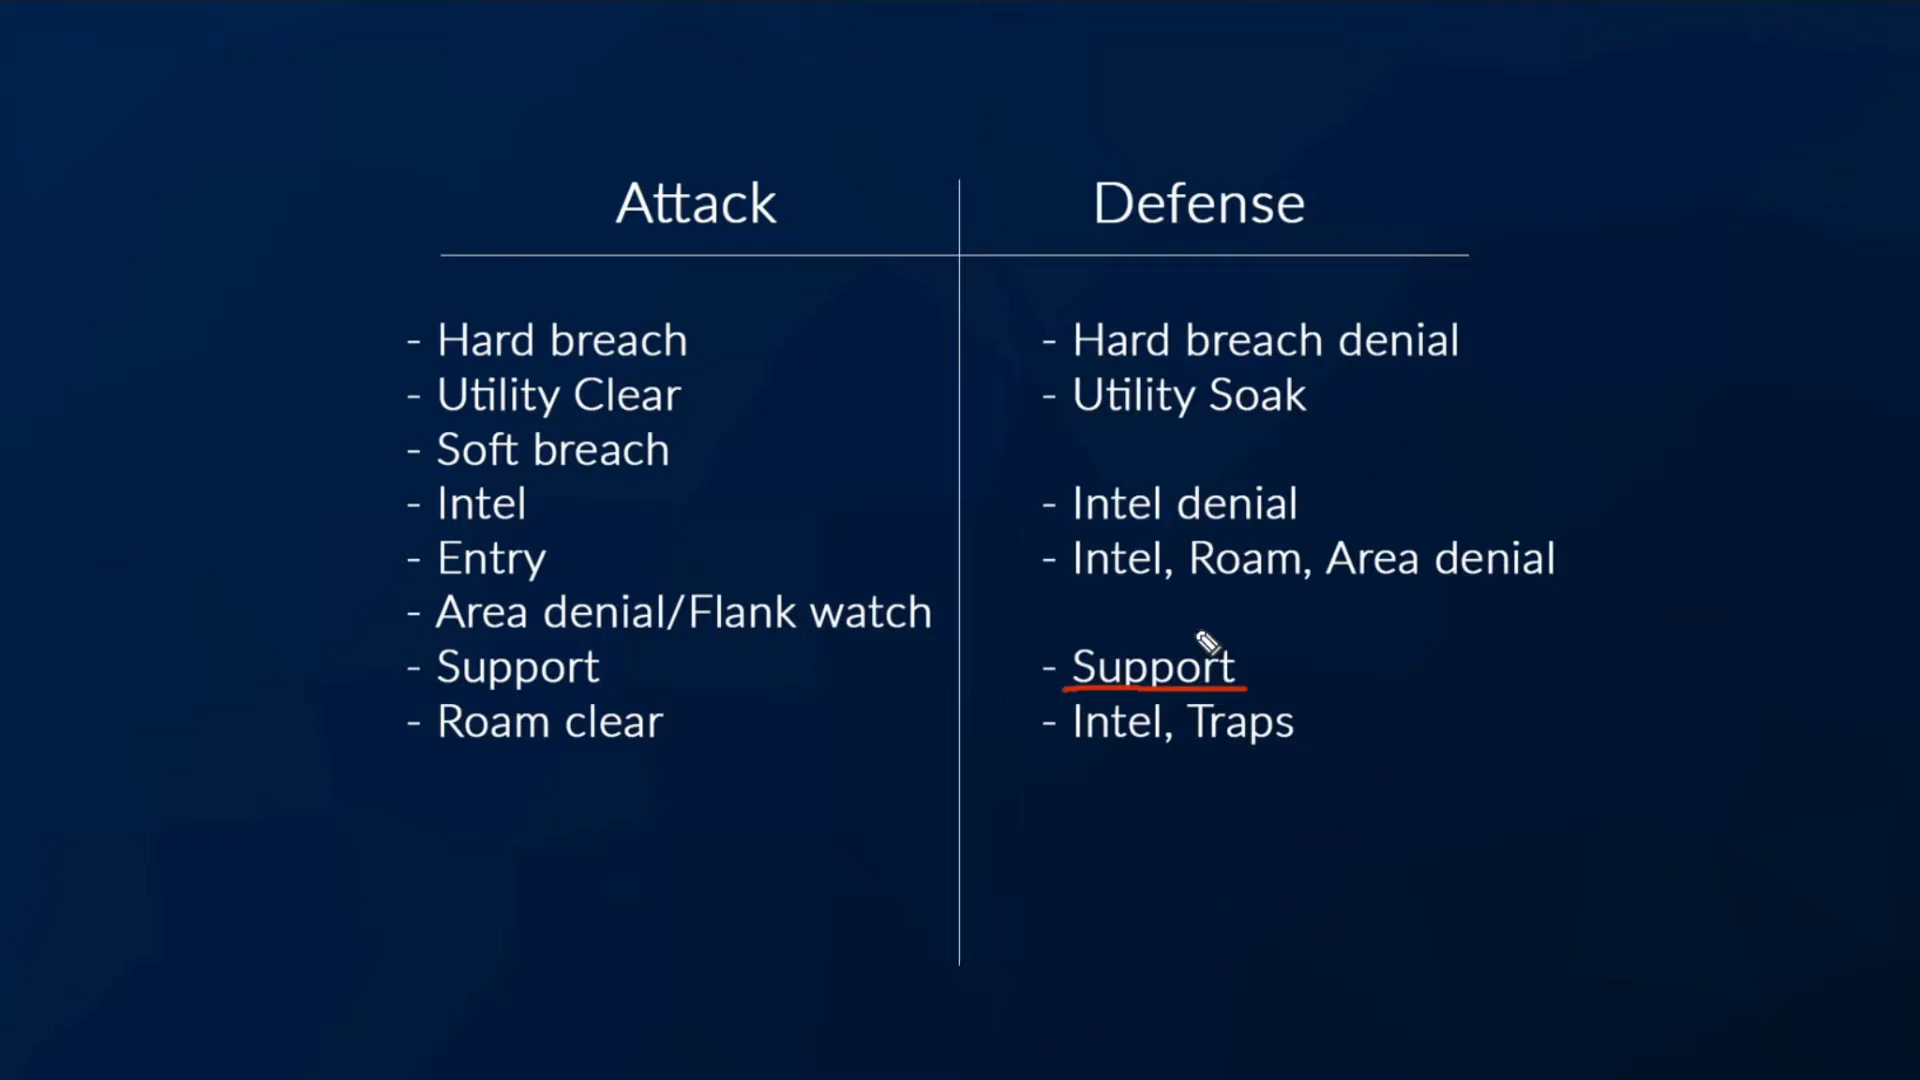 Attack
Defense
- Hard breach
- Utility Clear
- Soft breach
- Intel
- Entry
- Area denial/Flank watch
- Support
- Roam clear
- Hard breach denial
- Utility Soak
- Intel denial
- Intel, Roam, Area denial
- Support
- Intel, Traps